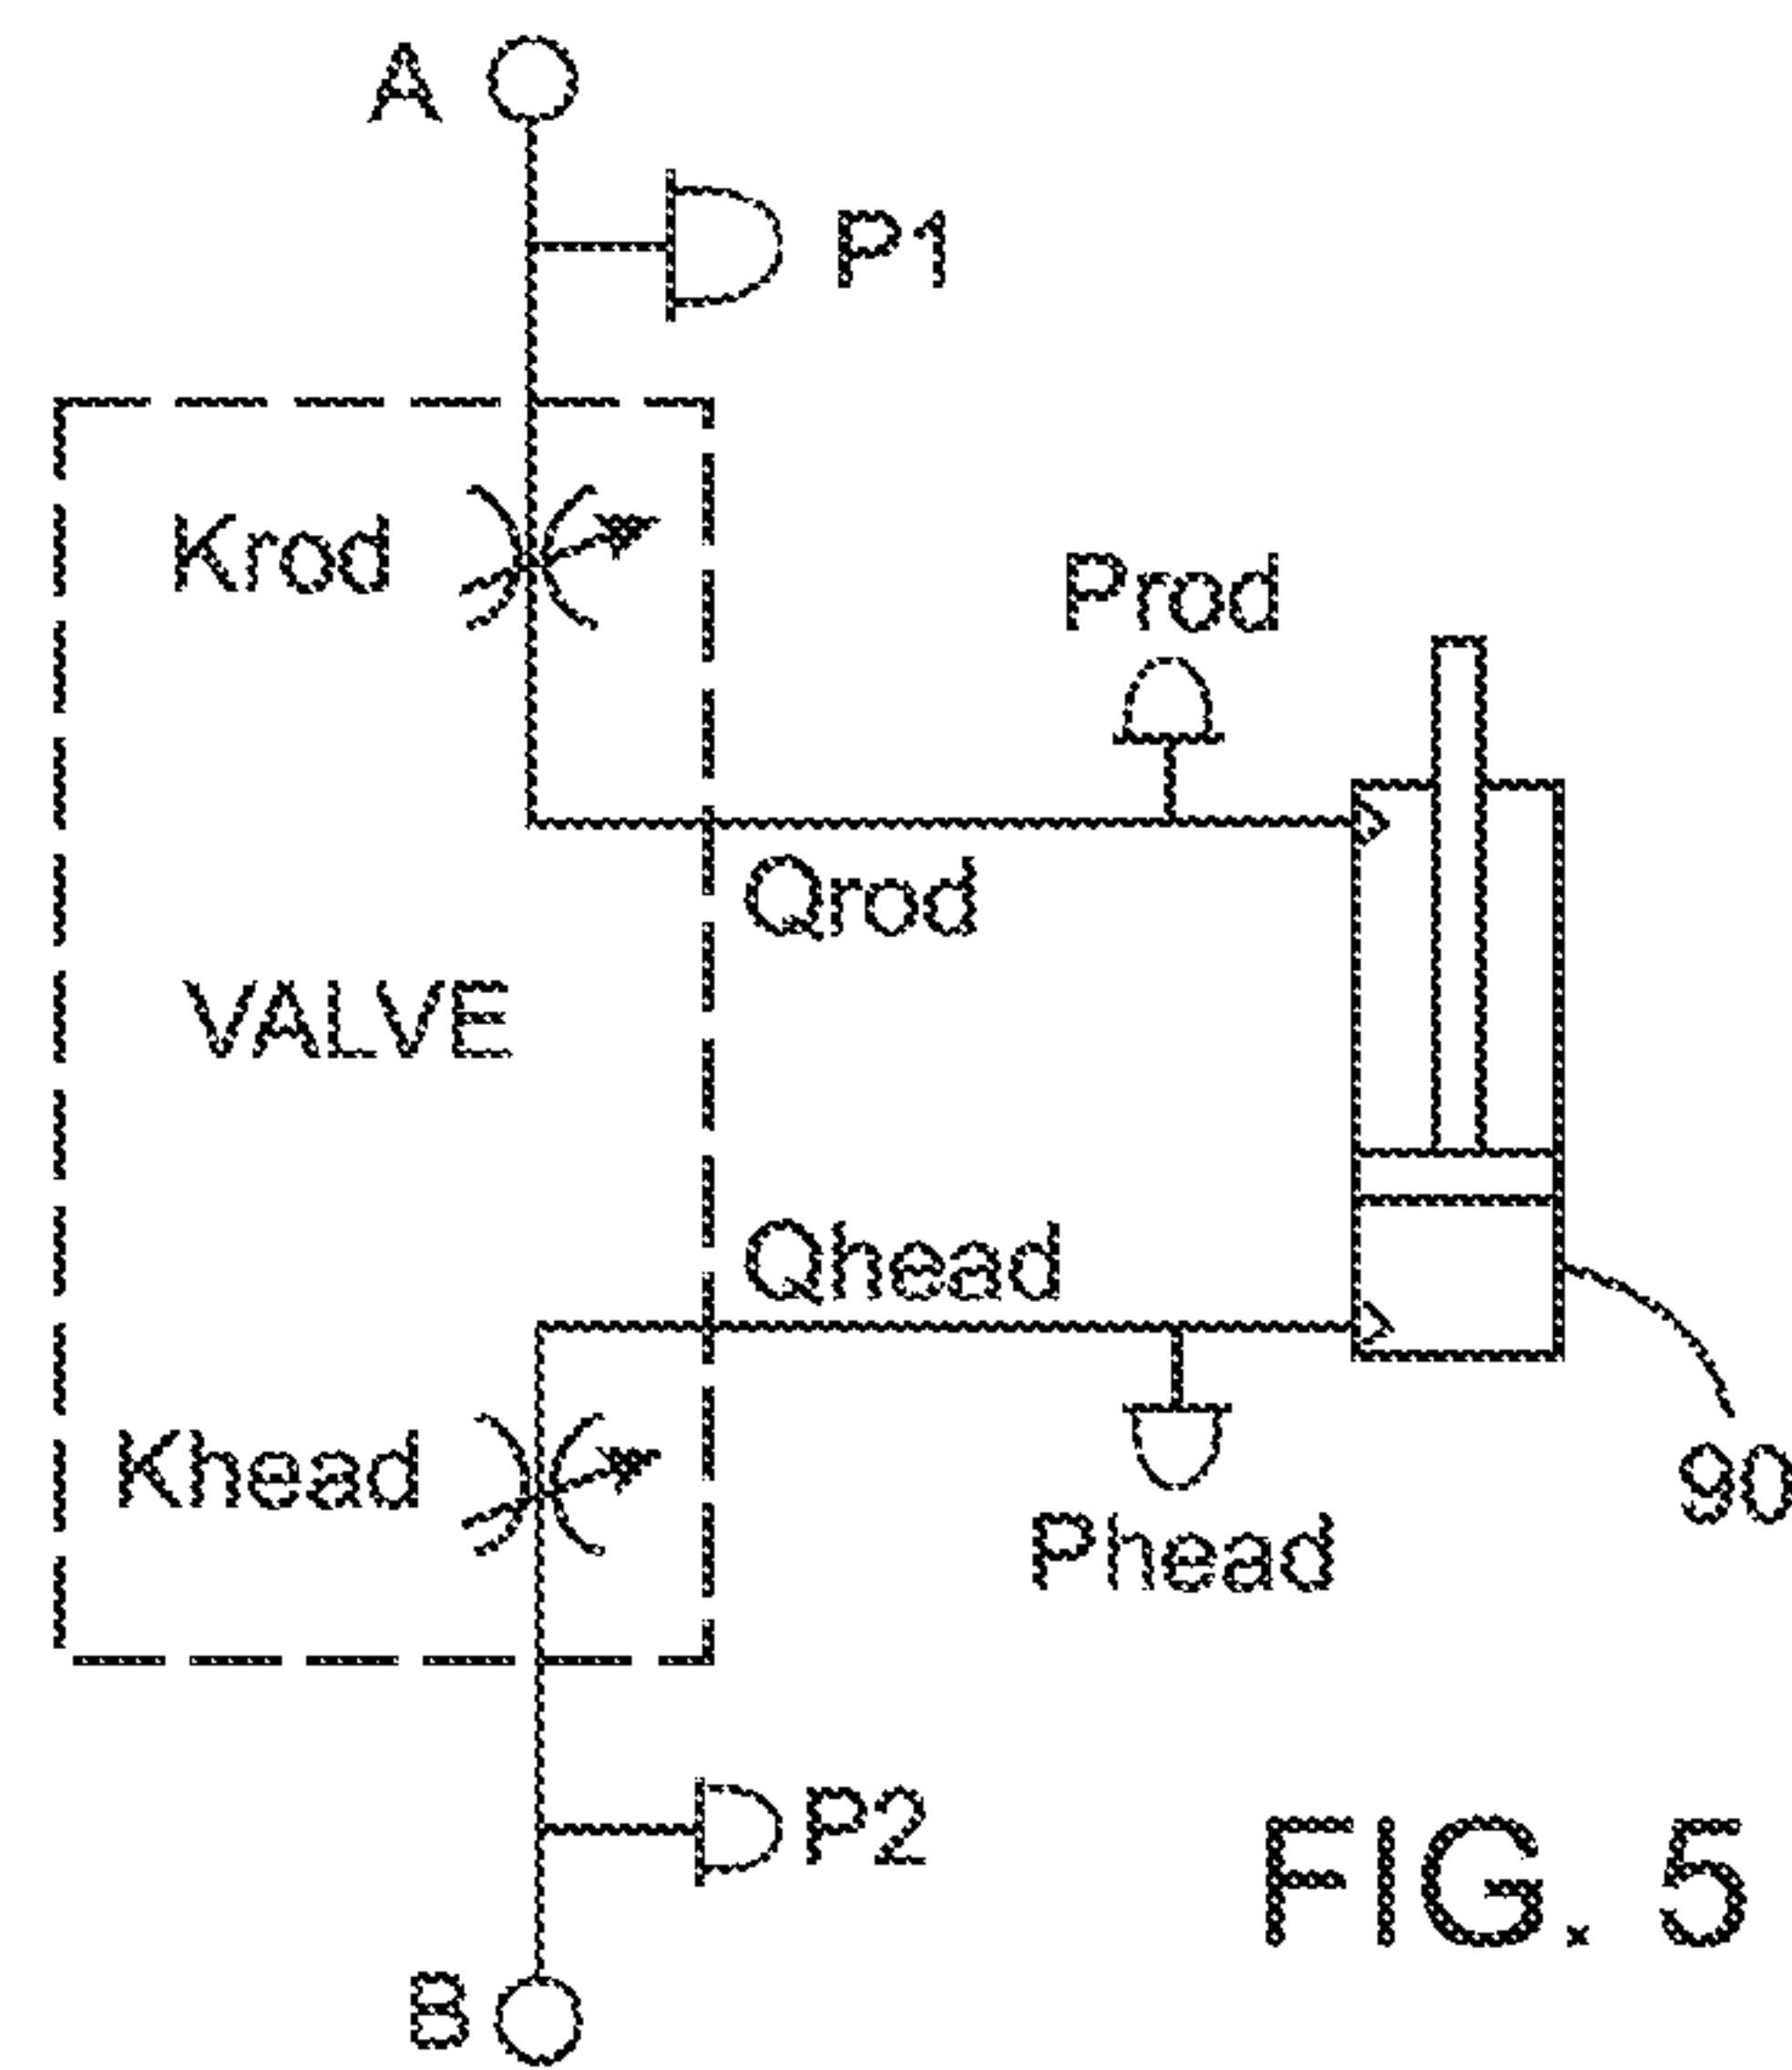 A
P1
Krod
Prod
Qrod
VALVE
Qhead
Khead
90
Phead
P2
FIG. 5
B